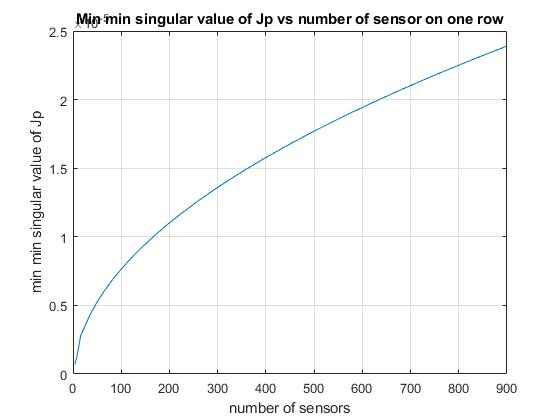 Min min singular value of Jp vs number of sensor on one row
2.5
2
1.5
1
0.5
0
min min singular value of Jp
0 100 200 300 400 500 600 700 800 900
number of sensors